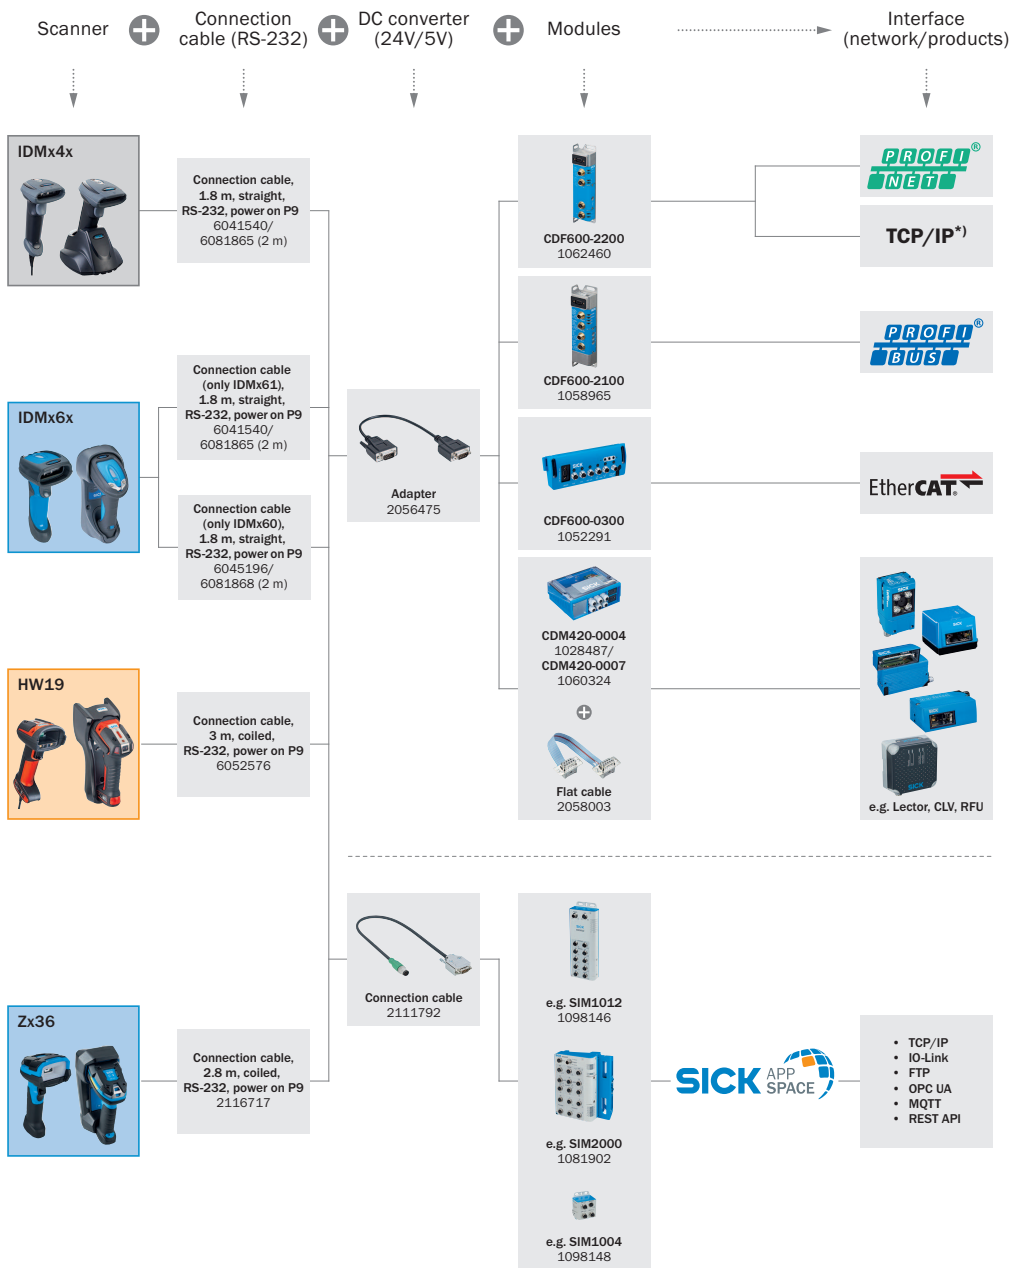 Scanner
Connection
cable (RS-232)
DC converter
(24V/5V)
Modules
Interface
(network/products)
IDMx4x
Connection cable,
1.8 m, straight,
RS-232, power on P9
6041540/
6081865 (2 m)
CDF600-2200
1062460
PROFI®
NET
TCP/IP*)
CDF600-2100
1058965
PROFI®
BUS
IDMx6x
Connection cable
(only IDMx61),
1.8 m, straight,
RS-232, power on P9
6041540/
6081865 (2 m)
Connection cable
(only IDMx60),
1.8 m, straight,
RS-232, power on P9
6045196/
6081868 (2 m)
Adapter
2056475
SICK
CDF600-0300
1052291
EtherCAT®
SICK
CDM420-0004
1028487/
CDM420-0007
1060324
Flat cable
2058003
SICK
SICK
SICK
SICK
e.g. Lector, CLV, RFU
HW19
Connection cable,
3 m, coiled,
RS-232, power on P9
6052576
Connection cable
2111792
SICK
e.g. SIM1012
1098146
e.g. SIM2000
1081902
e.g. SIM1004
1098148
Zx36
Connection cable,
2.8 m, coiled,
RS-232, power on P9
2116717
SICK APP
SPACE
• TCP/IP
• IO-Link
• FTP
• OPC UA
• MQTT
• REST API